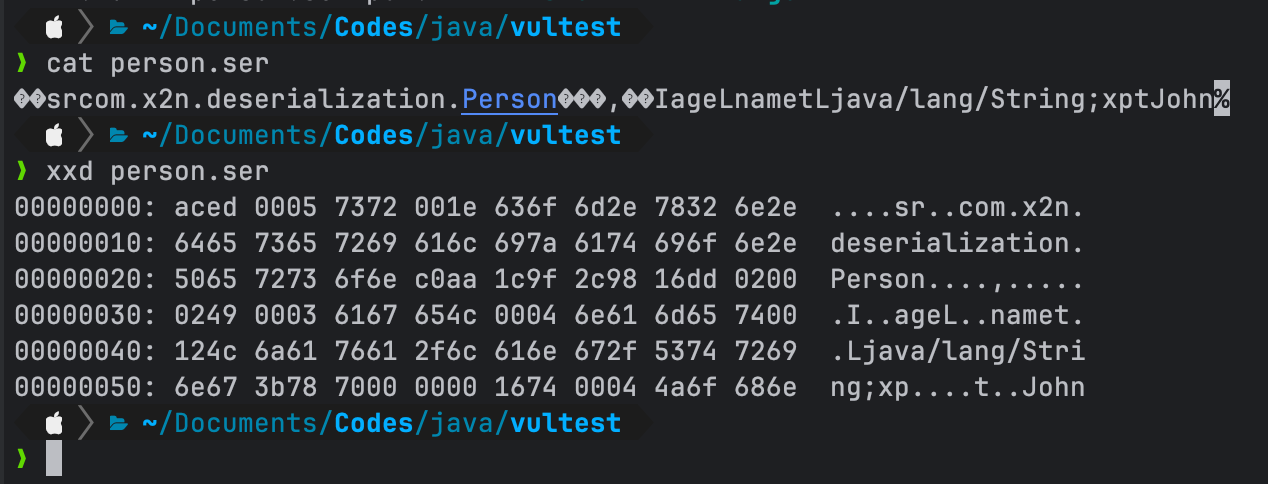 ~/Documents/Codes/java/vultest
❱ cat person.ser
��srcom.x2n.deserialization.Person���,��IageLnametLjava/lang/String;xptJohn%
~/Documents/Codes/java/vultest
❱ xxd person.ser
00000000: aced 0005 7372 001e 636f 6d2e 7832 6e2e  ....sr..com.x2n.
00000010: 6465 7365 7269 616c 697a 6174 696f 6e2e  deserialization.
00000020: 5065 7273 6f6e c0aa 1c9f 2c98 16dd 0200  Person....,.....
00000030: 0249 0003 6167 654c 0004 6e61 6d65 7400  .I..ageL..namet.
00000040: 124c 6a61 7661 2f6c 616e 672f 5374 7269  .Ljava/lang/Stri
00000050: 6e67 3b78 7000 0000 1674 0004 4a6f 686e  ng;xp....t..John
~/Documents/Codes/java/vultest
❱